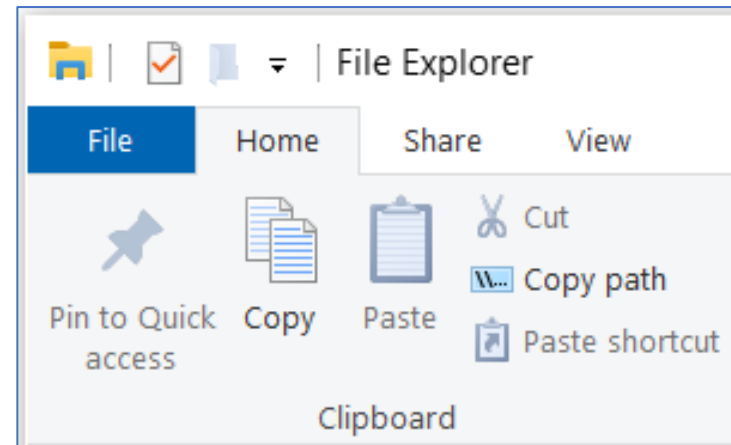 File Explorer
File Home Share View
Pin to Quick access
Copy
Paste
Cut
\\... Copy path
Paste shortcut
Clipboard